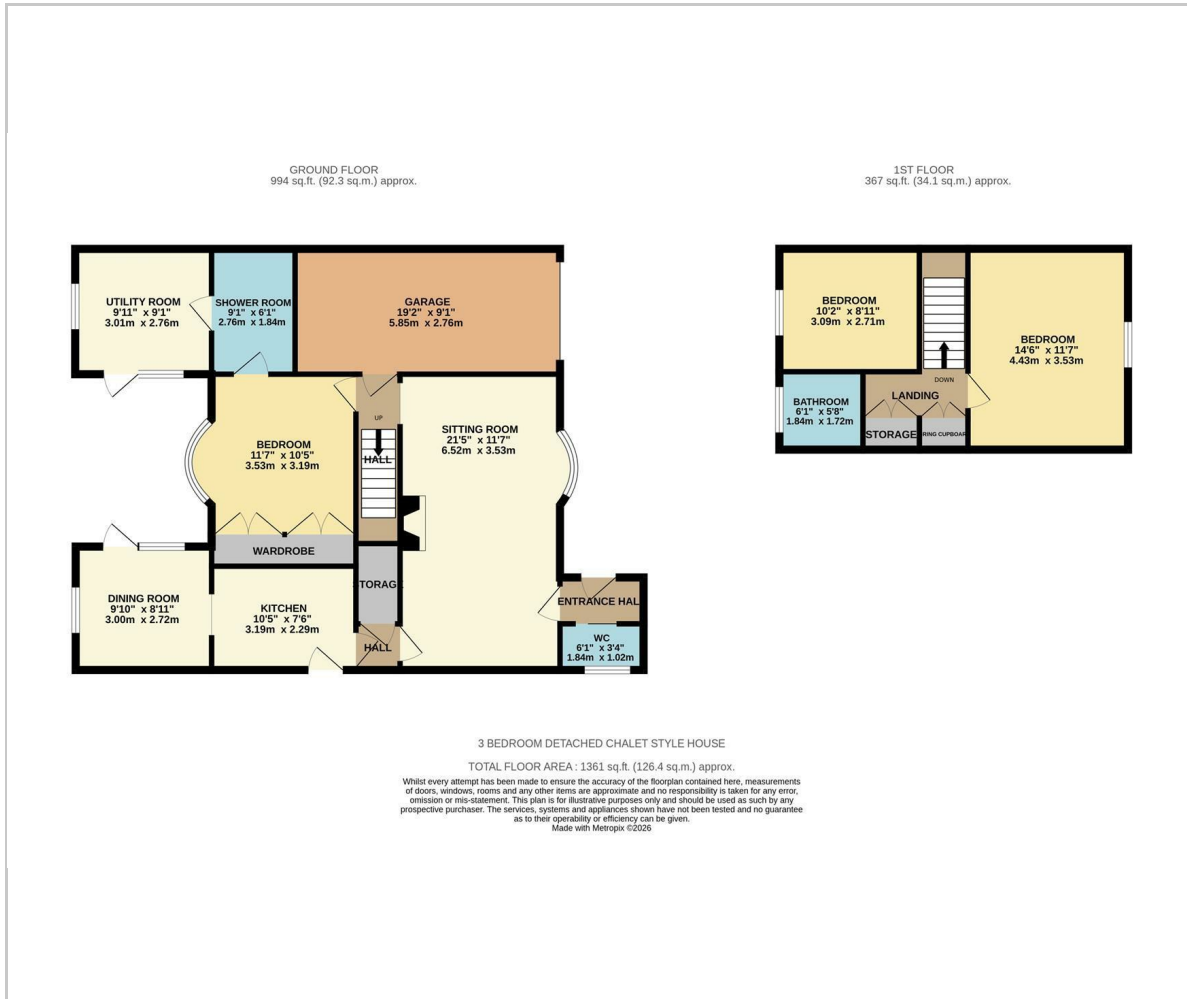 GROUND FLOOR
994 sq.ft. (92.3 sq.m.) approx.
1ST FLOOR
367 sq.ft. (34.1 sq.m.) approx.
UTILITY ROOM
9'11" x 9'1"
3.01m x 2.76m
SHOWER ROOM
9'1" x 6'1"
2.76m x 1.84m
GARAGE
19'2" x 9'1"
5.85m x 2.76m
BEDROOM
11'7" x 10'5"
3.53m x 3.19m
UP
HALL
SITTING ROOM
21'5" x 11'7"
6.52m x 3.53m
WARDROBE
STORAGE
DINING ROOM
9'10" x 8'11"
3.00m x 2.72m
KITCHEN
10'5" x 7'6"
3.19m x 2.29m
HALL
ENTRANCE HAL
WC
6'1" x 3'4"
1.84m x 1.02m
BEDROOM
10'2" x 8'11"
3.09m x 2.71m
BEDROOM
14'6" x 11'7"
4.43m x 3.53m
DOWN
LANDING
BATHROOM
6'1" x 5'8"
1.84m x 1.72m
STORAGE
RING CUPBOAR
3 BEDROOM DETACHED CHALET STYLE HOUSE
TOTAL FLOOR AREA : 1361 sq.ft. (126.4 sq.m.) approx.
Whilst every attempt has been made to ensure the accuracy of the floorplan contained here, measurements
of doors, windows, rooms and any other items are approximate and no responsibility is taken for any error,
omission or mis-statement. This plan is for illustrative purposes only and should be used as such by any
prospective purchaser. The services, systems and appliances shown have not been tested and no guarantee
as to their operability or efficiency can be given.
Made with Metropix ©2026